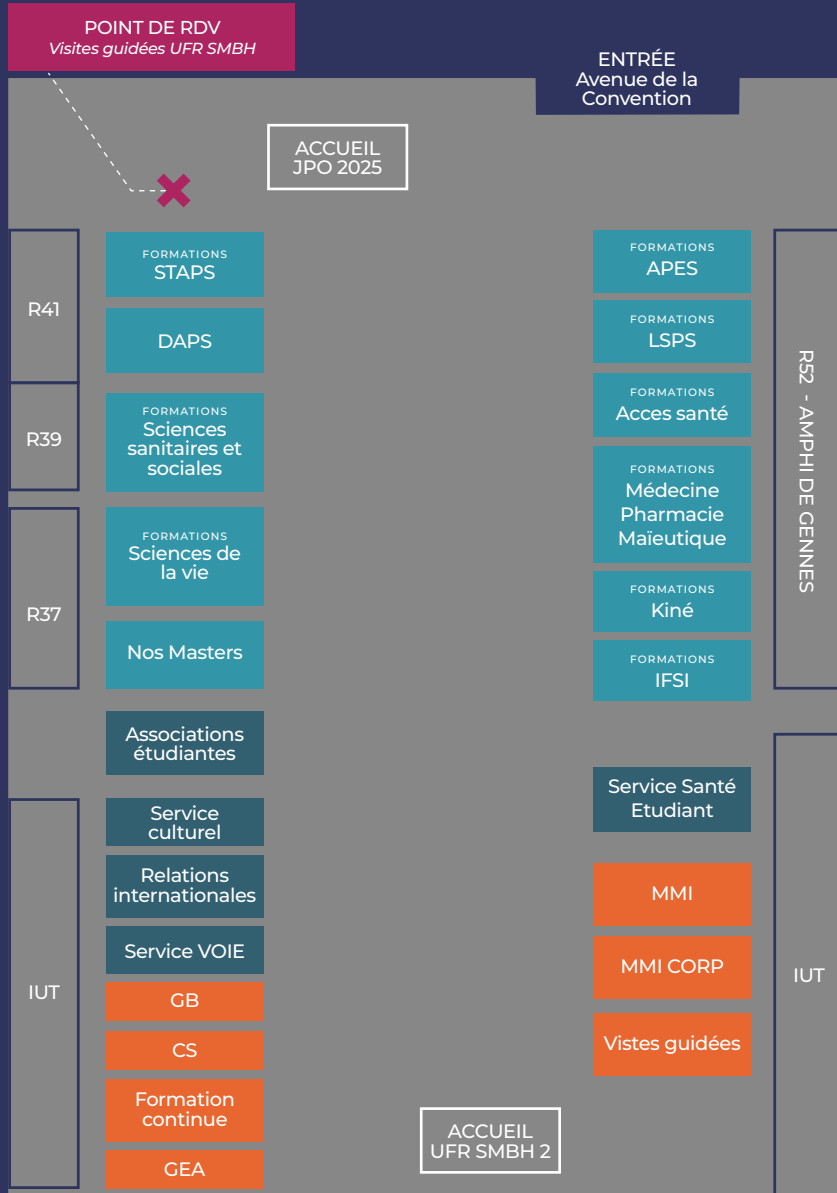 POINT DE RDV
Visites guidées UFR SMBH
ENTRÉE
Avenue de la
Convention
ACCUEIL
JPO 2025
R41
FORMATIONS
STAPS
DAPS
R39
FORMATIONS
Sciences
sanitaires et
sociales
R37
FORMATIONS
Sciences de
la vie
Nos Masters
Associations
étudiantes
IUT
Service
culturel
Relations
internationales
Service VOIE
GB
CS
Formation
continue
GEA
ACCUEIL
UFR SMBH 2
FORMATIONS
APES
FORMATIONS
LSPS
FORMATIONS
Acces santé
FORMATIONS
Médecine
Pharmacie
Maïeutique
FORMATIONS
Kiné
FORMATIONS
IFSI
R52 - AMPHI DE GENNES
Service Santé
Etudiant
MMI
MMI CORP
Vistes guidées
IUT